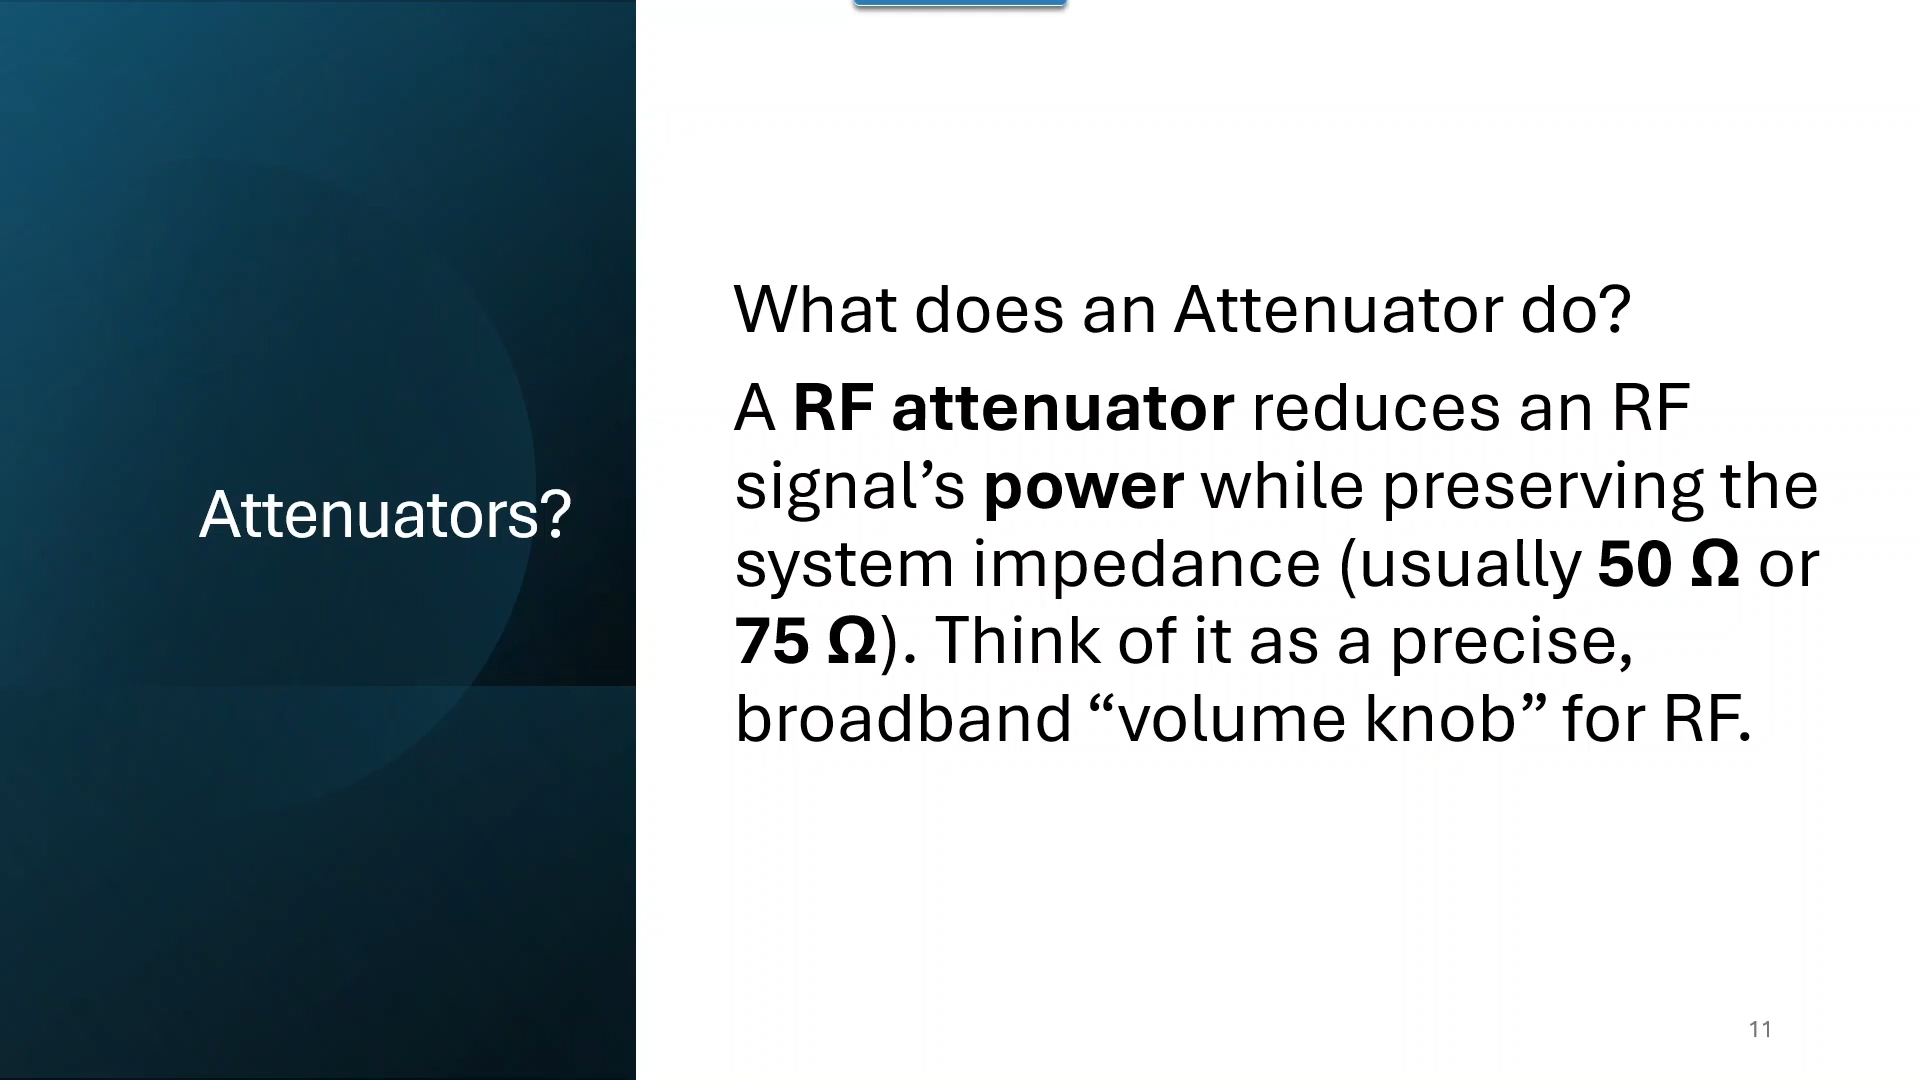 Attenuators?
What does an Attenuator do?
A RF attenuator reduces an RF
signal’s power while preserving the
system impedance (usually 50 Ω or
75 Ω). Think of it as a precise,
broadband “volume knob” for RF.
11